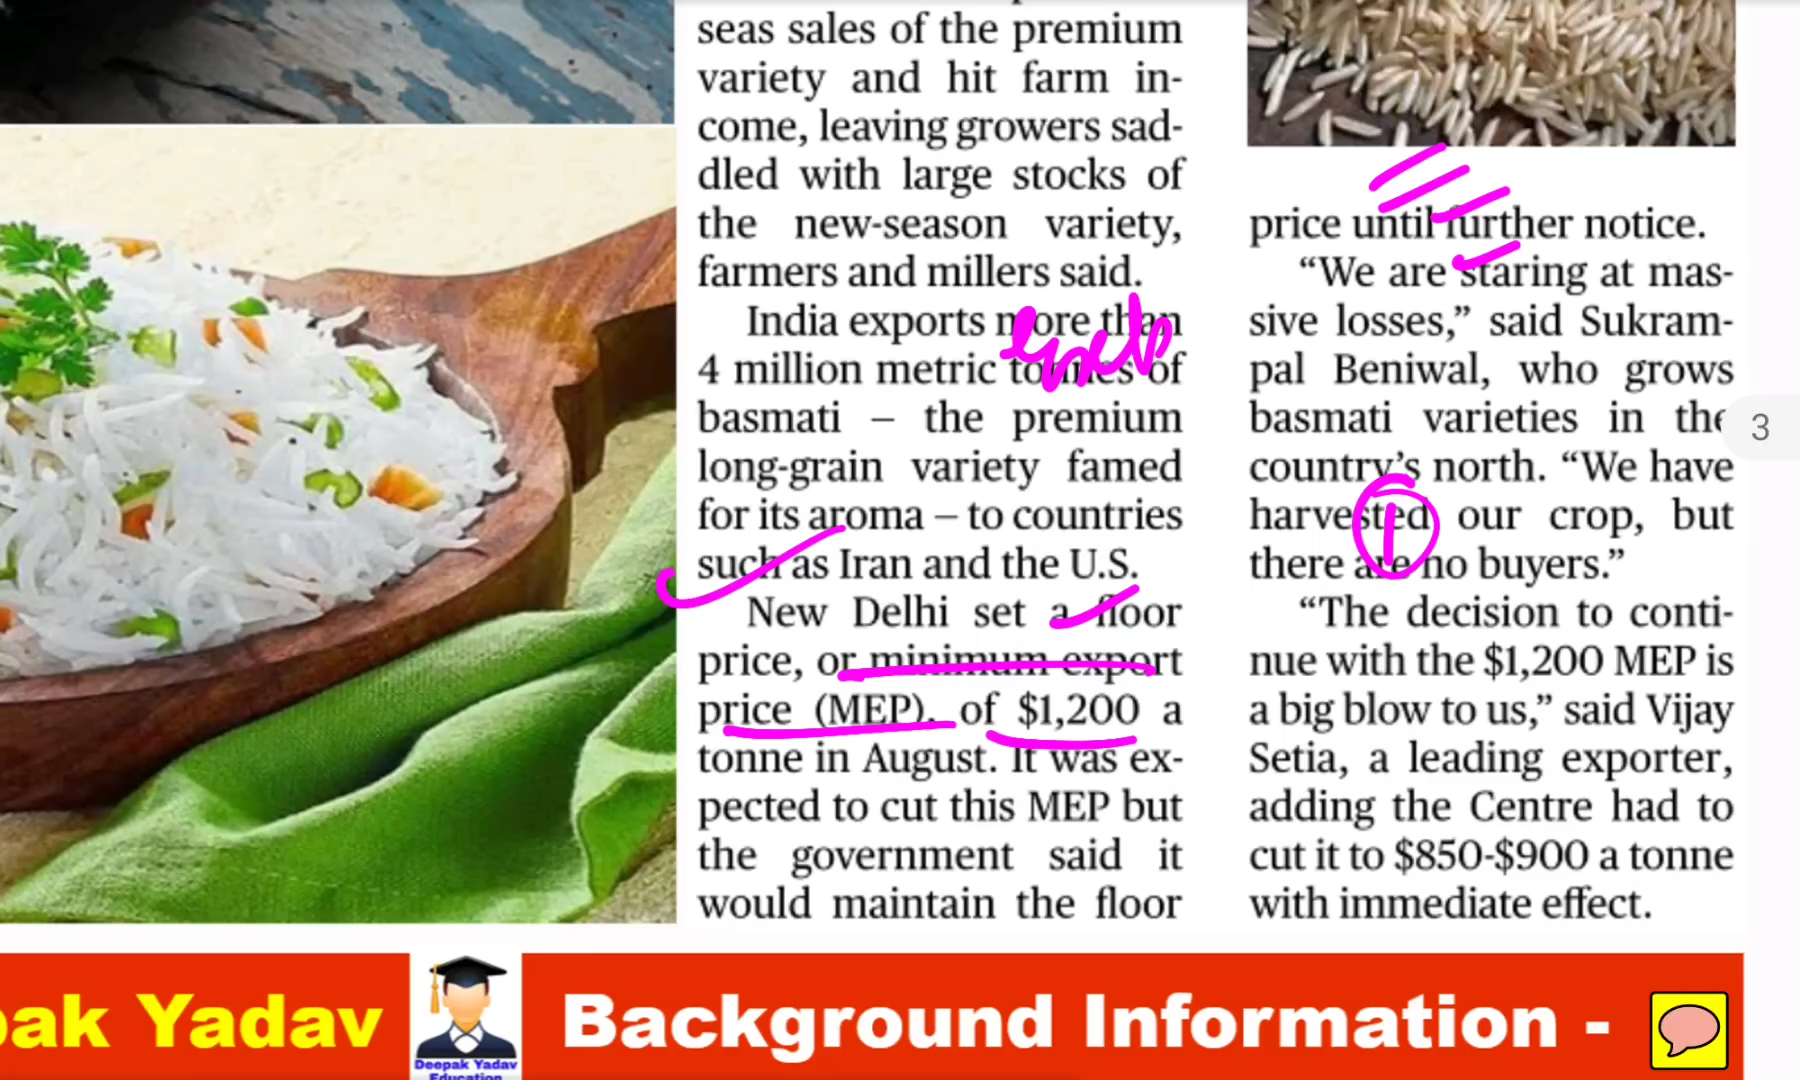 seas sales of the premium
variety and hit farm in-
come, leaving growers sad-
dled with large stocks of
the new-season variety,
farmers and millers said.
India exports more than
4 million metric tonnes of
basmati – the premium
long-grain variety famed
for its aroma – to countries
such as Iran and the U.S.
New Delhi set a floor
price, or minimum export
price (MEP), of $1,200 a
tonne in August. It was ex-
pected to cut this MEP but
the government said it
would maintain the floor
price until further notice.
“We are staring at mas-
sive losses,” said Sukram-
pal Beniwal, who grows
basmati varieties in the
country’s north. “We have
harvested our crop, but
there are no buyers.”
“The decision to conti-
nue with the $1,200 MEP is
a big blow to us,” said Vijay
Setia, a leading exporter,
adding the Centre had to
cut it to $850-$900 a tonne
with immediate effect.
1
3
pak Yadav
Deepak Yadav
Education
Background Information -